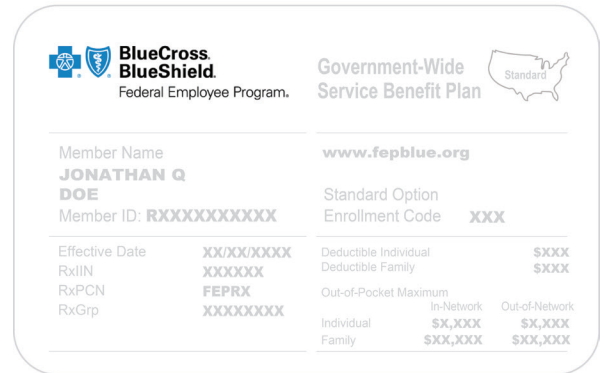 BlueCross.
BlueShield.
Federal Employee Program.
Government-Wide
Service Benefit Plan
Standard
Member Name
JONATHAN Q
DOE
Member ID: RXXXXXXXXXX
www.fepblue.org
Standard Option
Enrollment Code XXX
Effective Date XX/XX/XXXX
RxIIN XXXXXX
RxPCN FEPRX
RxGrp XXXXXXXX
Deductible Individual $XXX
Deductible Family $XXX
Out-of-Pocket Maximum
In-Network Out-of-Network
Individual $X,XXX $X,XXX
Family $XX,XXX $XX,XXX